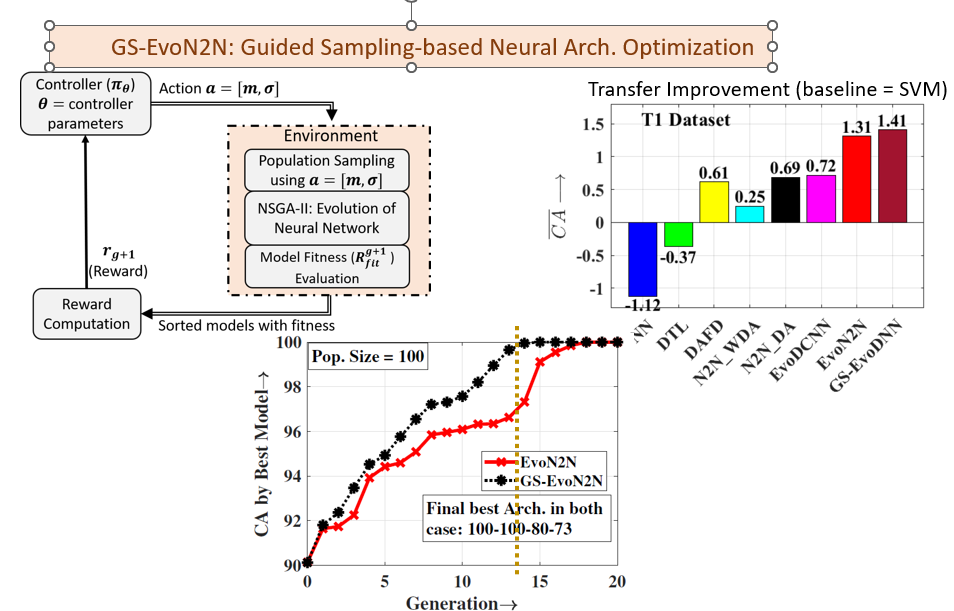 GS-EvoN2N: Guided Sampling-based Neural Arch. Optimization
Controller (π_θ)
θ = controller
parameters
Action a = [m, σ]
Environment
Population Sampling
using a = [m, σ]
NSGA-II: Evolution of
Neural Network
Model Fitness (R_fit^{g+1})
Evaluation
r_{g+1}
(Reward)
Reward
Computation
Sorted models with fitness
Transfer Improvement (baseline = SVM)
T1 Dataset
CA →
1.5
1
0.5
0
-0.5
-1
-1.12
-0.37
0.61
0.25
0.69
0.72
1.31
1.41
NN
DTL
DAFD
N2N_WDA
N2N_DA
EvoDCNN
EvoN2N
GS-EvoDNN
Pop. Size = 100
CA by Best Model→
100
98
96
94
92
90
EvoN2N
GS-EvoN2N
Final best Arch. in both
case: 100-100-80-73
0 5 10 15 20
Generation→